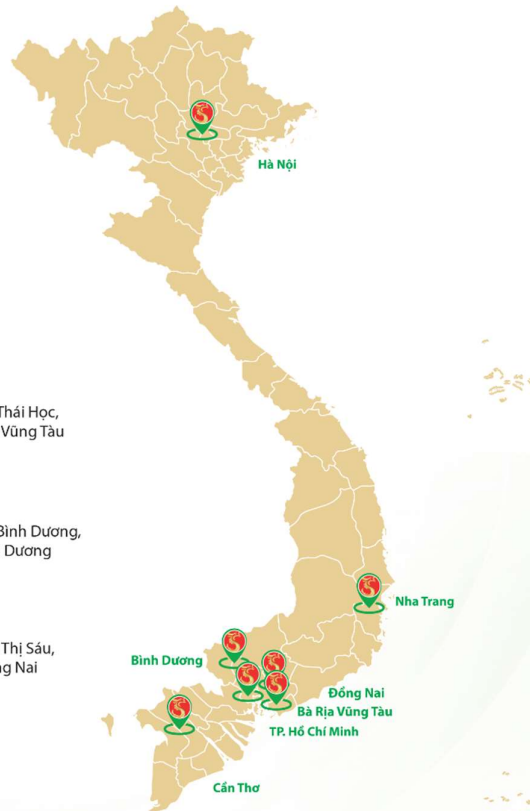 Hà Nội
Thái Học,
Vũng Tàu
Bình Dương,
Dương
Thị Sáu,
ng Nai
Nha Trang
Bình Dương
Đồng Nai
Bà Rịa Vũng Tàu
TP. Hồ Chí Minh
Cần Thơ